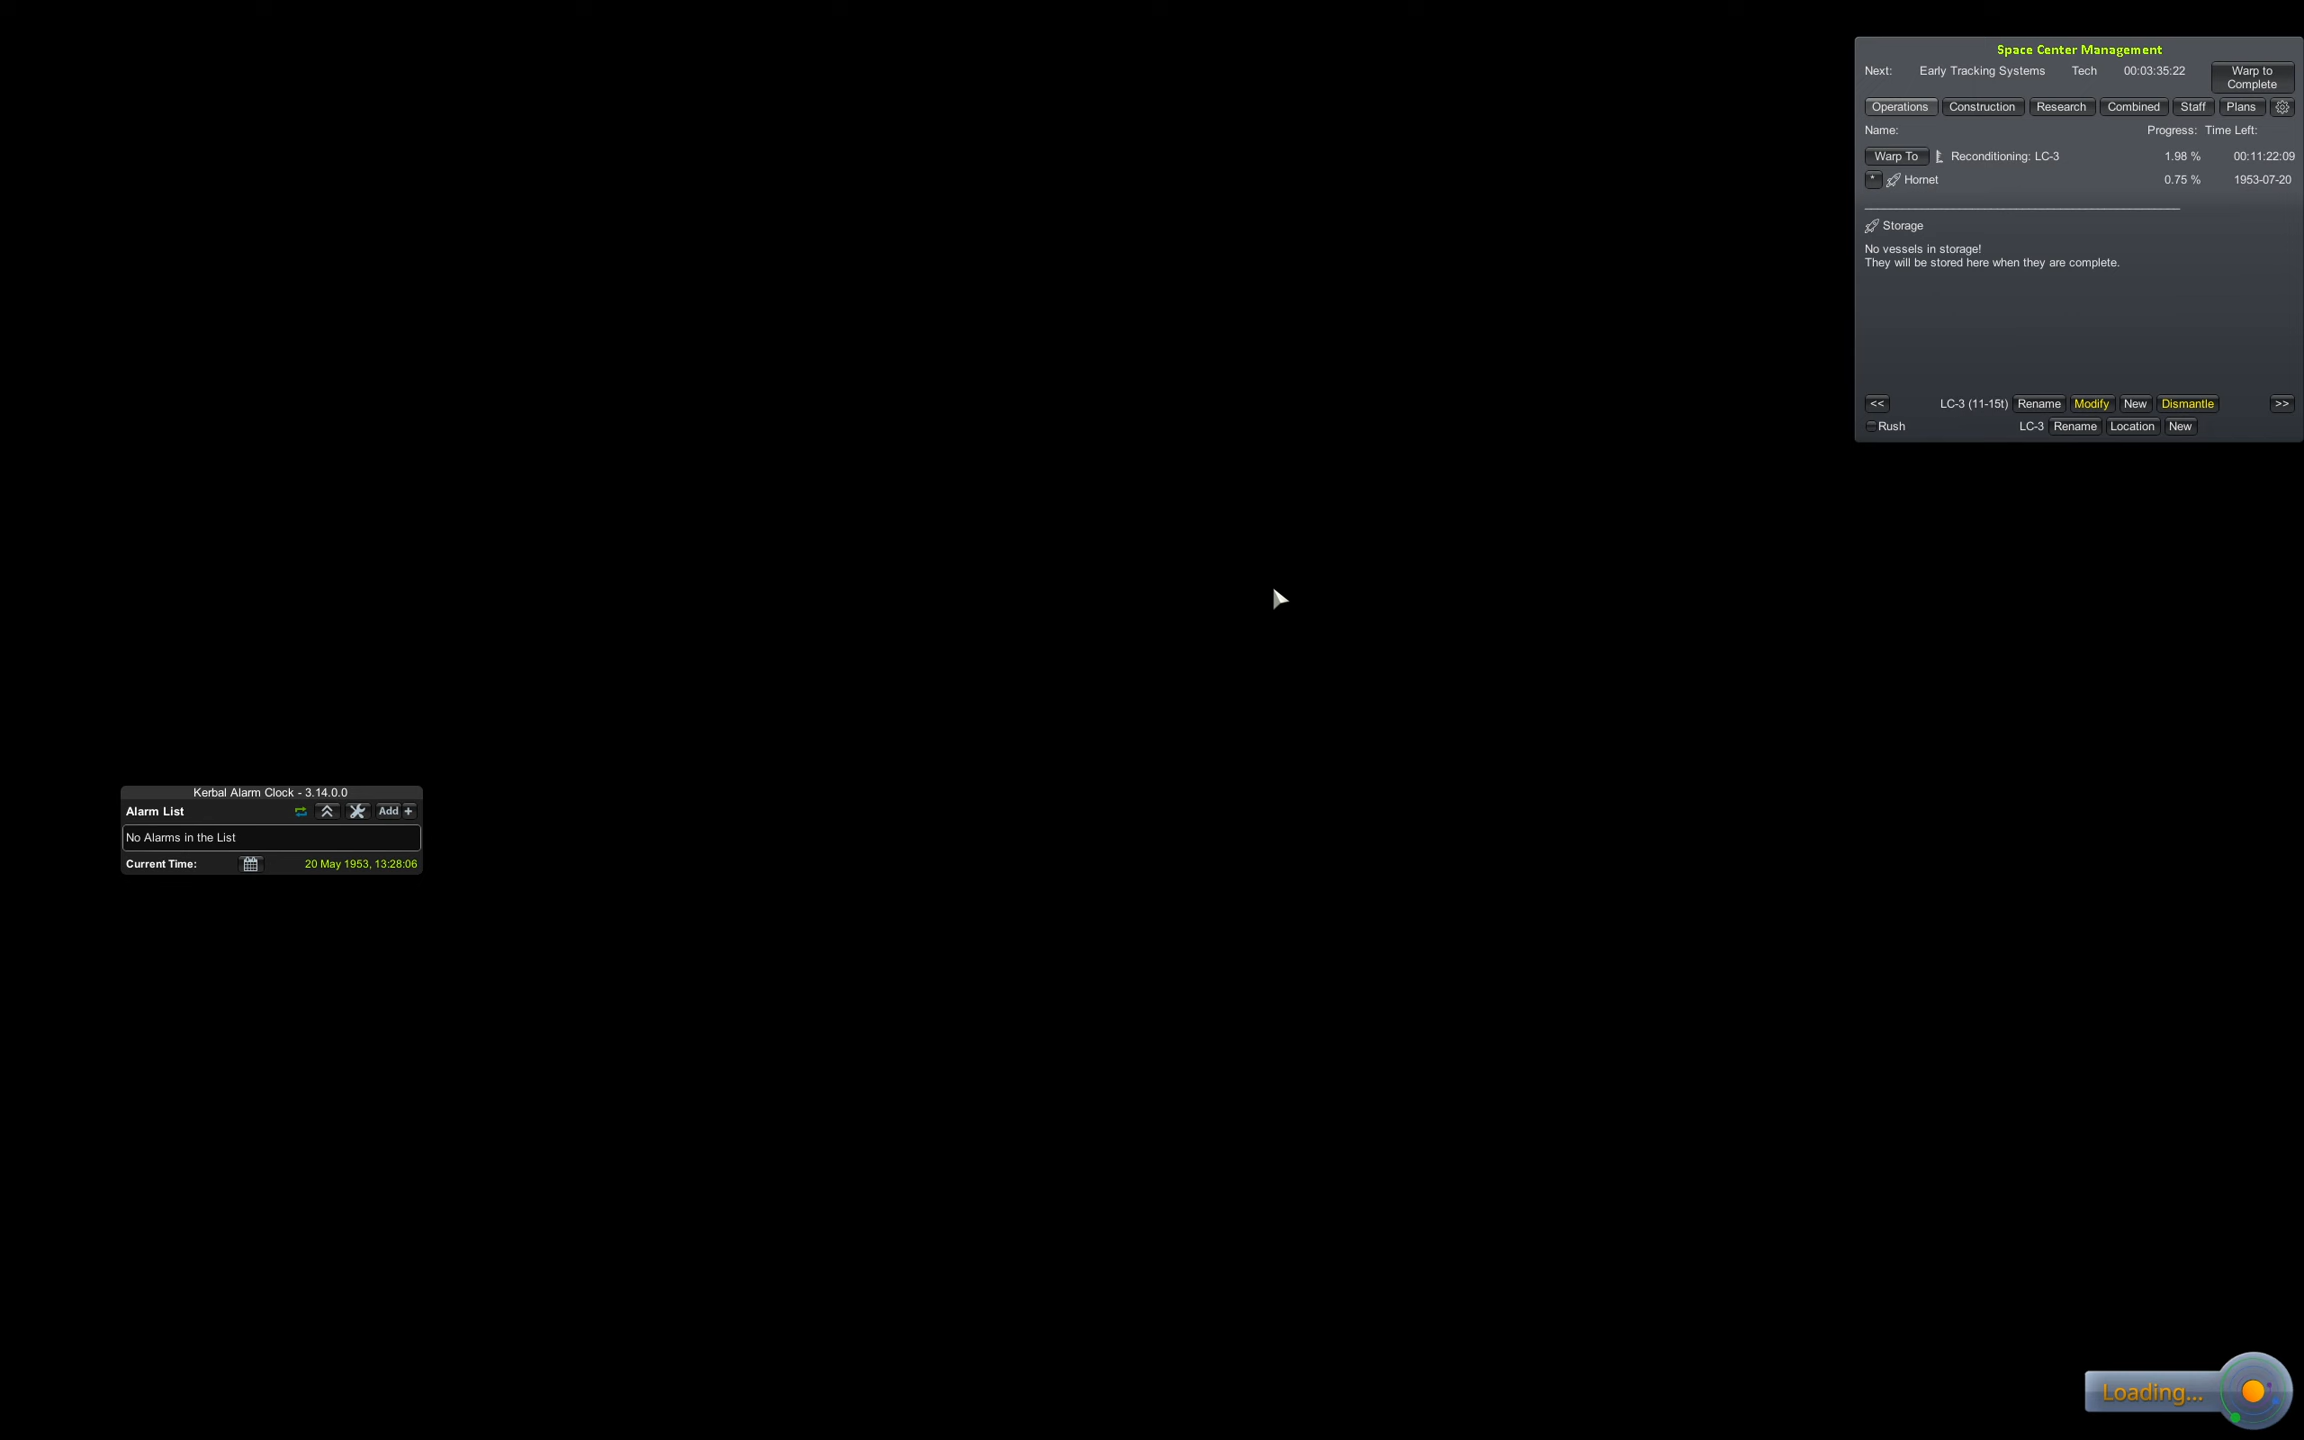 Space Center Management
Next: Early Tracking Systems Tech 00:03:35:22 Warp to Complete
Operations Construction Research Combined Staff Plans
Name: Progress: Time Left:
Warp To Reconditioning: LC-3 1.98 % 00:11:22:09
* Hornet 0.75 % 1953-07-20
Storage
No vessels in storage!
They will be stored here when they are complete.
<< LC-3 (11-15t) Rename Modify New Dismantle >>
Rush LC-3 Rename Location New
Kerbal Alarm Clock - 3.14.0.0
Alarm List Add +
No Alarms in the List
Current Time: 20 May 1953, 13:28:06
Loading...